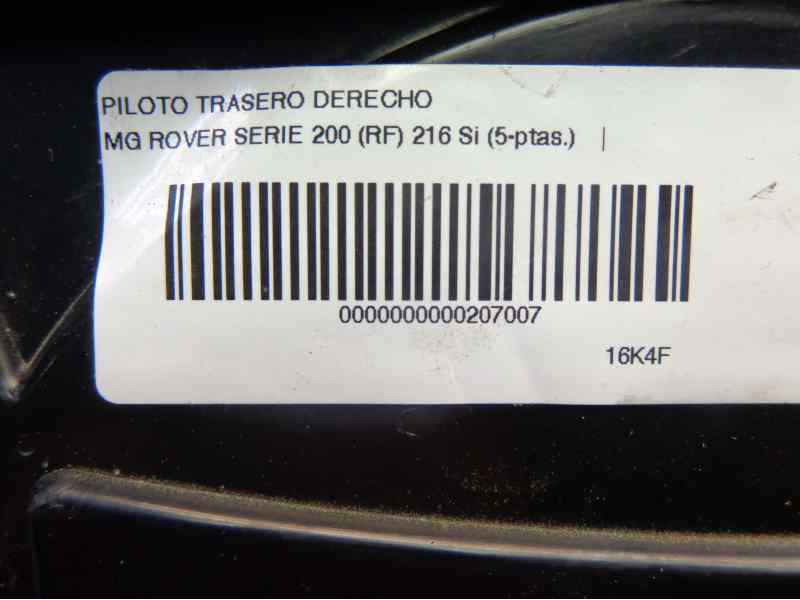 PILOTO TRASERO DERECHO
MG ROVER SERIE 200 (RF) 216 Si (5-ptas.) |
0000000000207007
16K4F